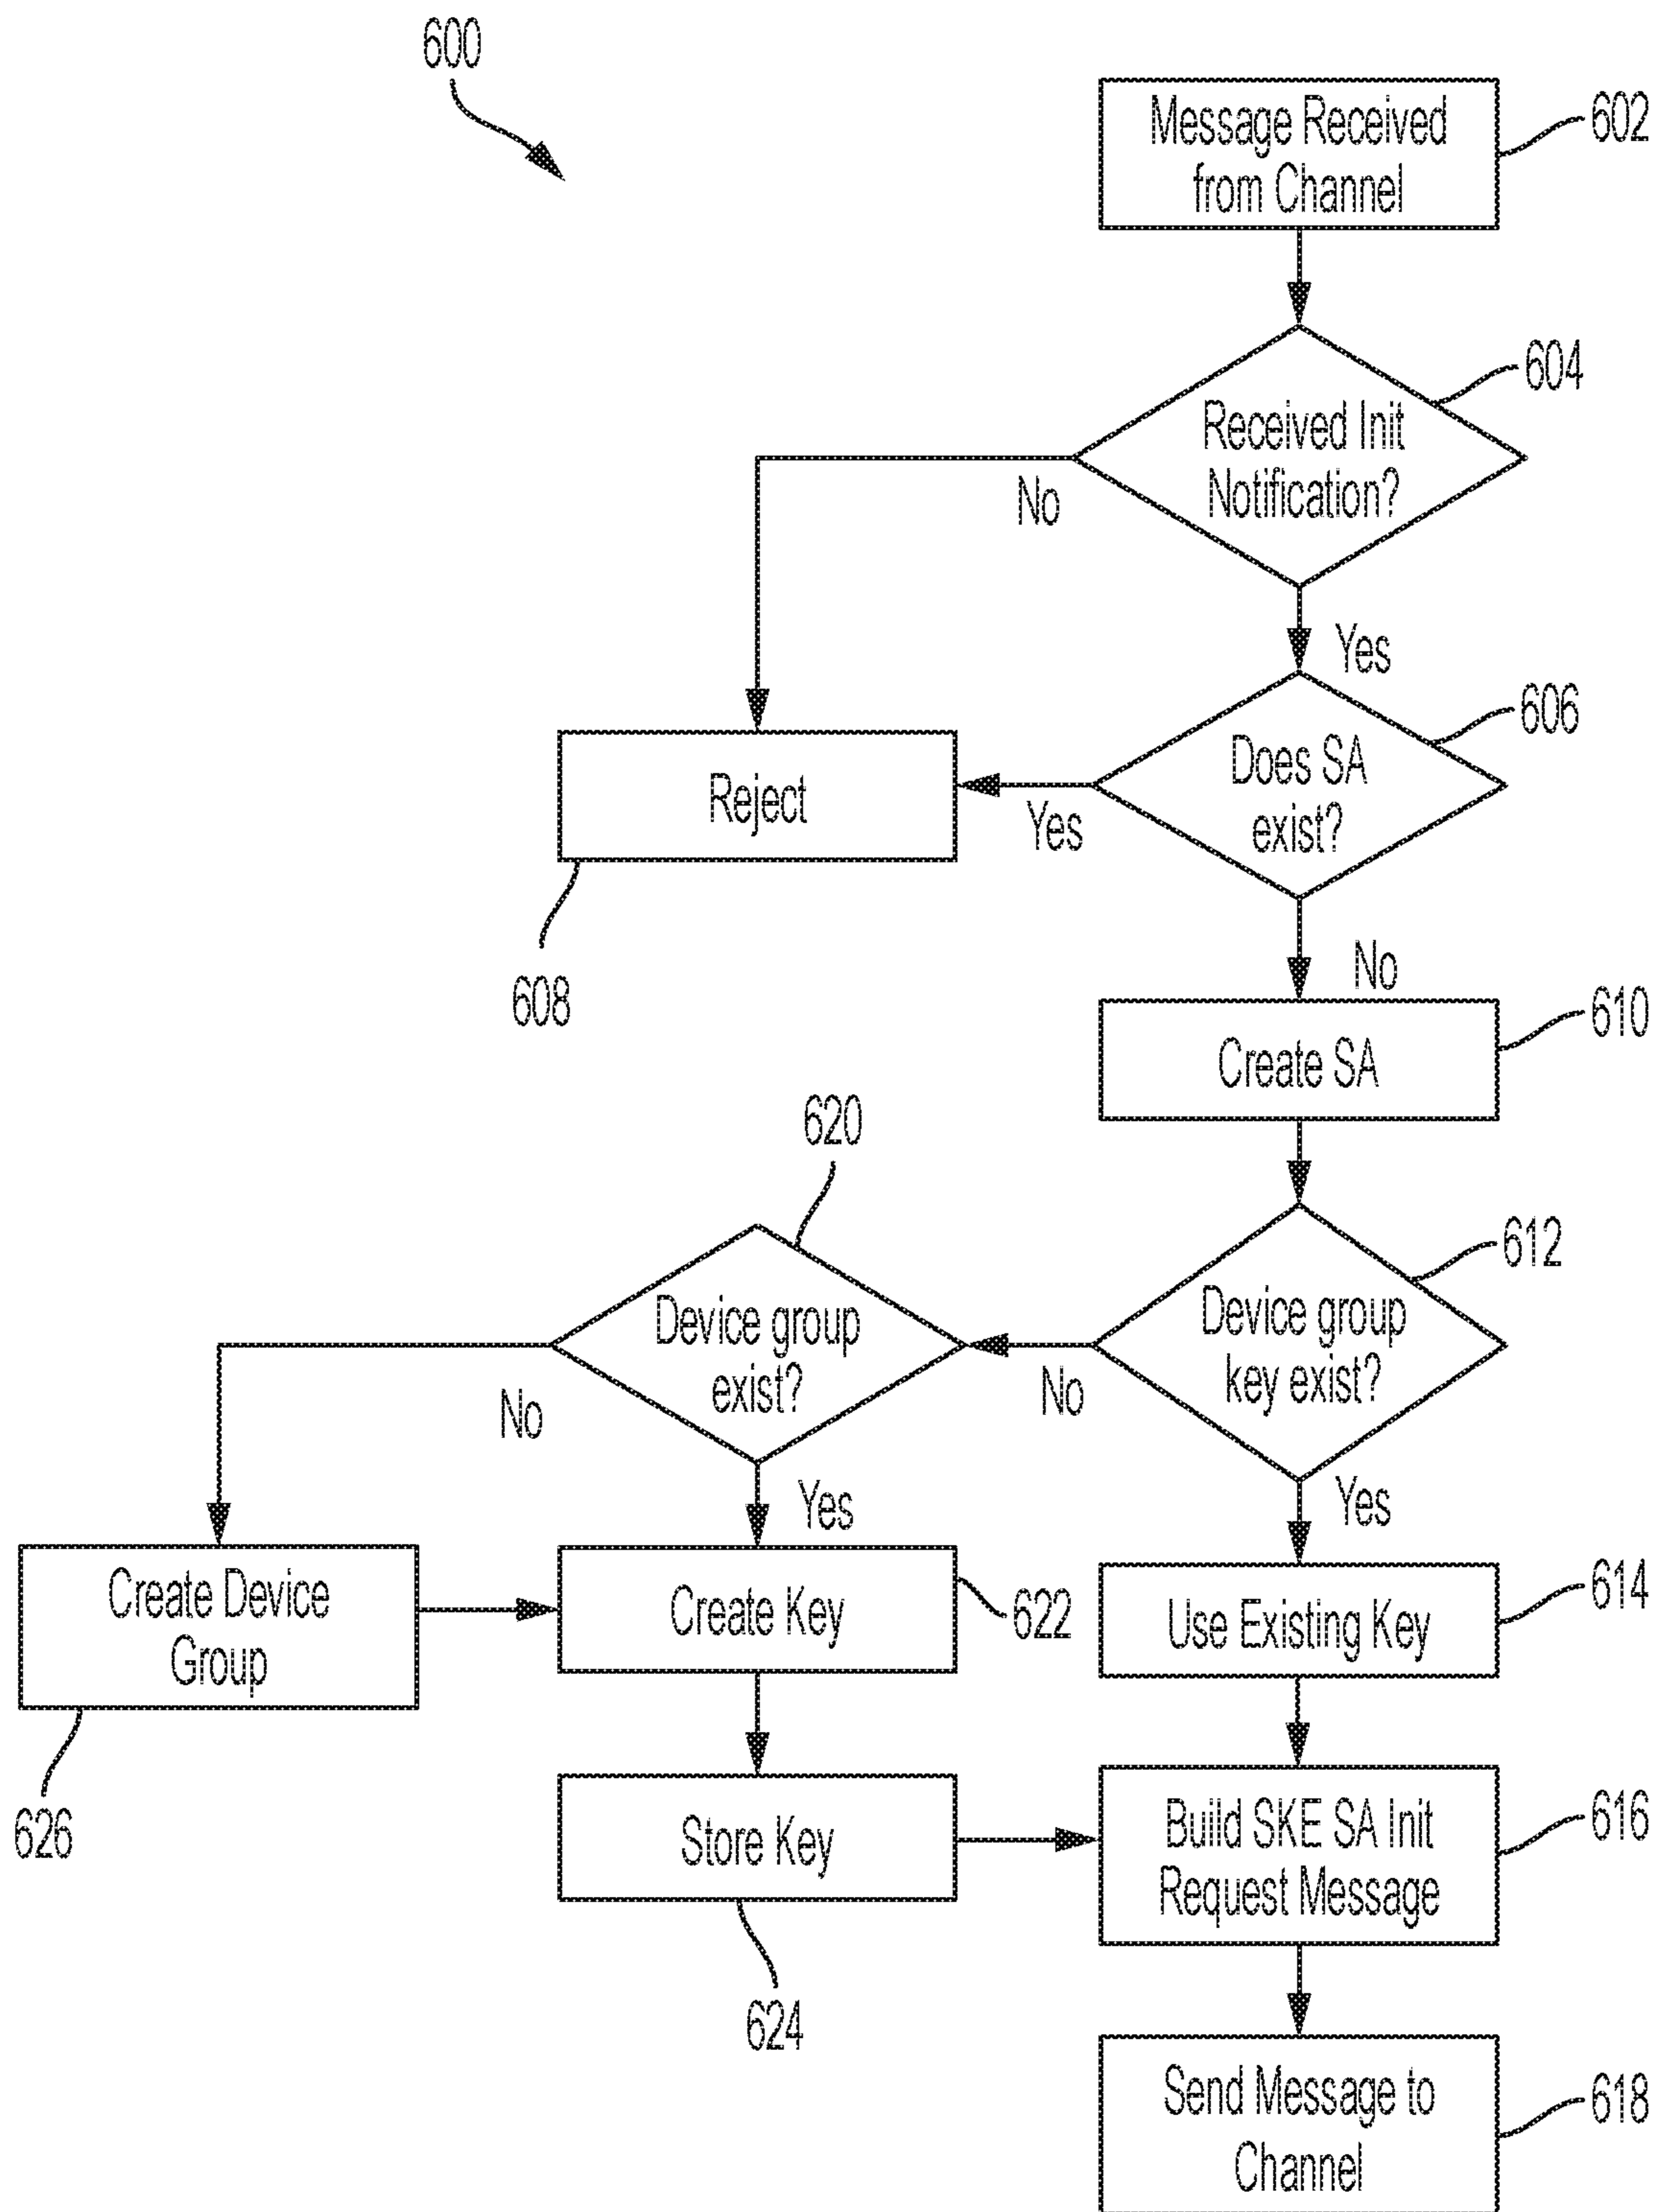 600
Message Received
from Channel
602
604
Received Init
Notification?
No
Yes
606
Does SA
exist?
Reject
Yes
608
No
610
Create SA
620
612
Device group
exist?
Device group
key exist?
No
No
Yes
Yes
Create Device
Group
Create Key
622
Use Existing Key
614
626
Store Key
Build SKE SA Init
Request Message
616
624
Send Message to
Channel
618